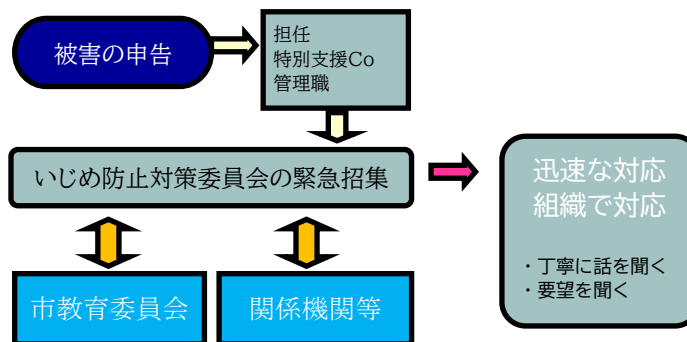 被害の申告
担任
特別支援Co
管理職
いじめ防止対策委員会の緊急招集
迅速な対応
組織で対応
・丁寧に話を聞く
・要望を聞く
市教育委員会
関係機関等